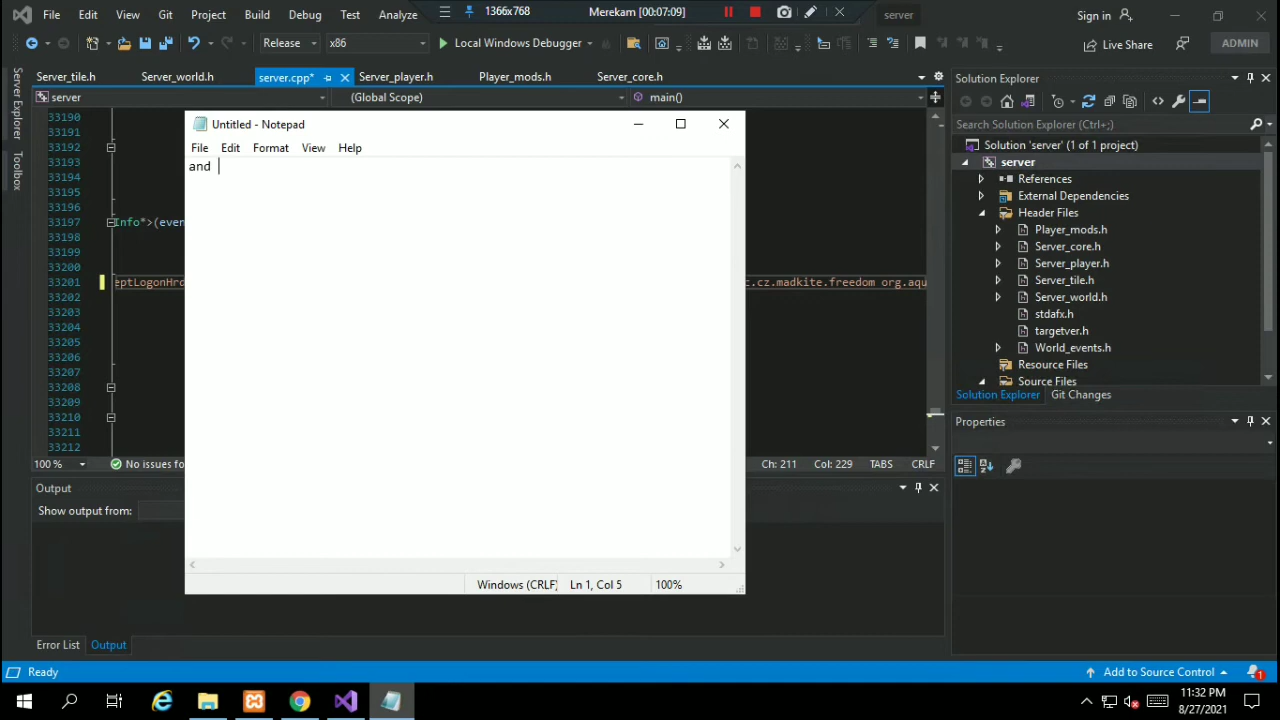 File Edit View Git Project Build Debug Test Analyze
1366x768 Merekam [00:07:09]
server
Sign in
Release x86 Local Windows Debugger
Live Share
ADMIN
Server Explorer
Toolbox
Server_tile.h Server_world.h server.cpp* Server_player.h Player_mods.h Server_core.h
server (Global Scope) main()
33190
33191
33192
33193
33194
33195
33196
33197 Info*>(even
33198
33199
33200
33201 eptLogonHrd :.cz.madkite.freedom org.aqu
33202
33203
33204
33205
33206
33207
33208
33209
33210
33211
33212
Untitled - Notepad
File Edit Format View Help
and
Windows (CRLF) Ln 1, Col 5 100%
100 % No issues fo Ch: 211 Col: 229 TABS CRLF
Output
Show output from:
Error List Output
Solution Explorer
Search Solution Explorer (Ctrl+;)
Solution 'server' (1 of 1 project)
server
References
External Dependencies
Header Files
Player_mods.h
Server_core.h
Server_player.h
Server_tile.h
Server_world.h
stdafx.h
targetver.h
World_events.h
Resource Files
Source Files
Solution Explorer Git Changes
Properties
Ready
Add to Source Control
1
11:32 PM
8/27/2021